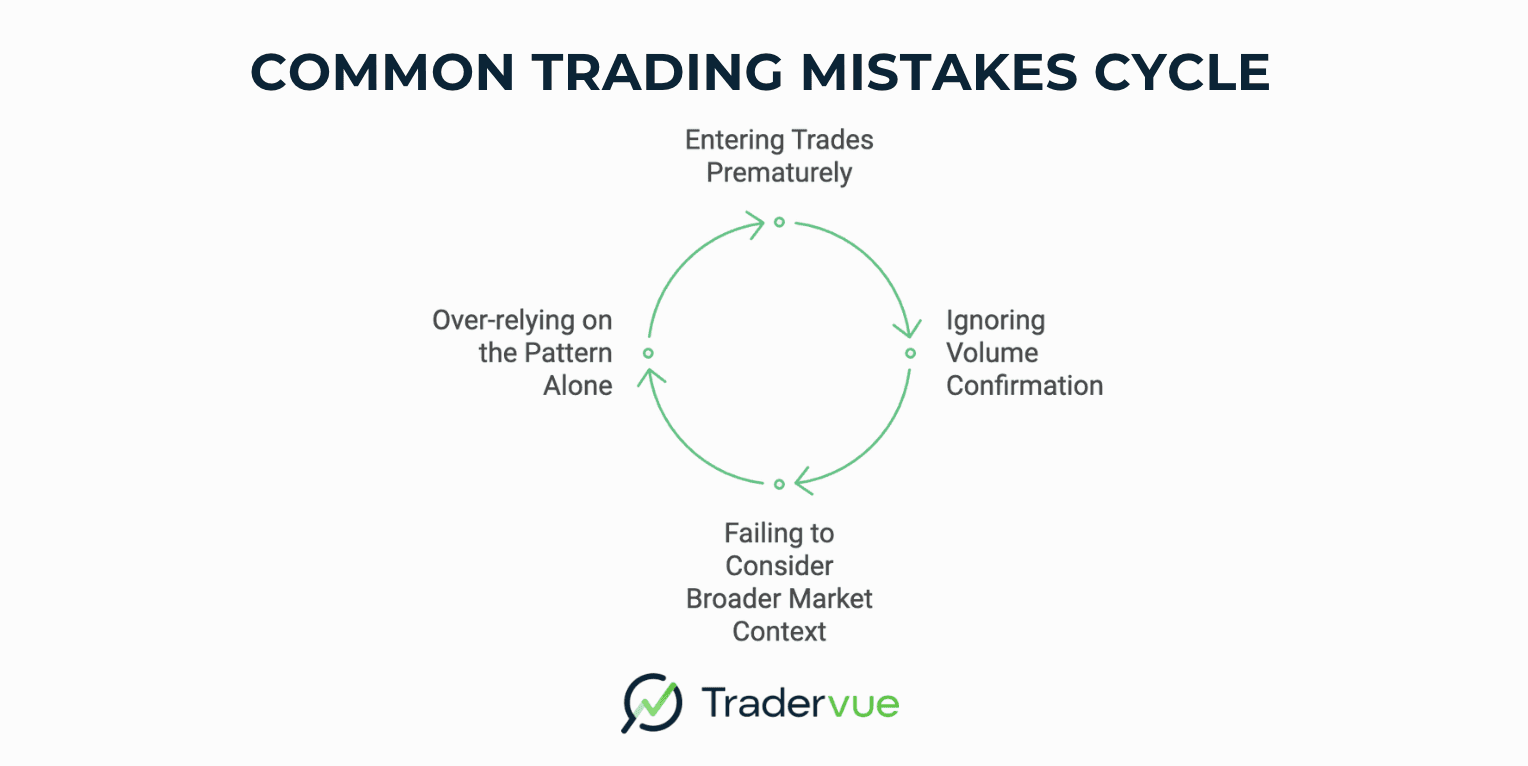 COMMON TRADING MISTAKES CYCLE
Entering Trades
Prematurely
Ignoring
Volume
Confirmation
Failing to
Consider
Broader Market
Context
Over-relying on
the Pattern
Alone
Tradervue